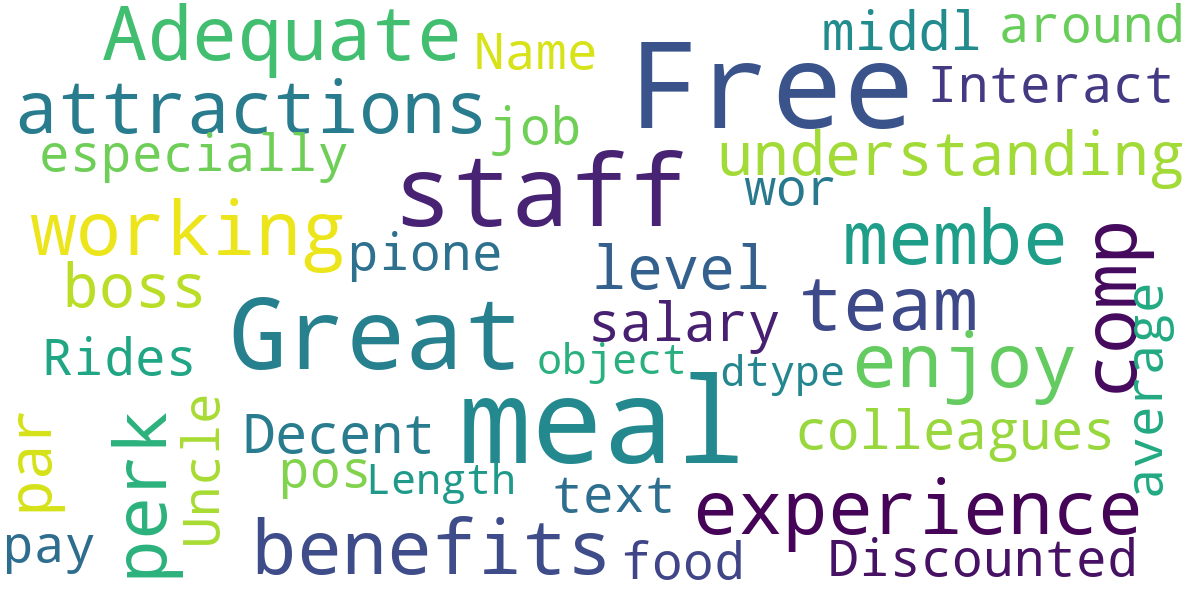 Adequate
Name
Free
middl
around
attractions
Interact
job
especially
understanding
staff
wor
working
pione
membe
comp
boss
level
team
Great
salary
average
Rides
object
dtype
enjoy
meal
par
perk
Uncle
Decent
colleagues
pos
Length
text
experience
pay
benefits
food
Discounted